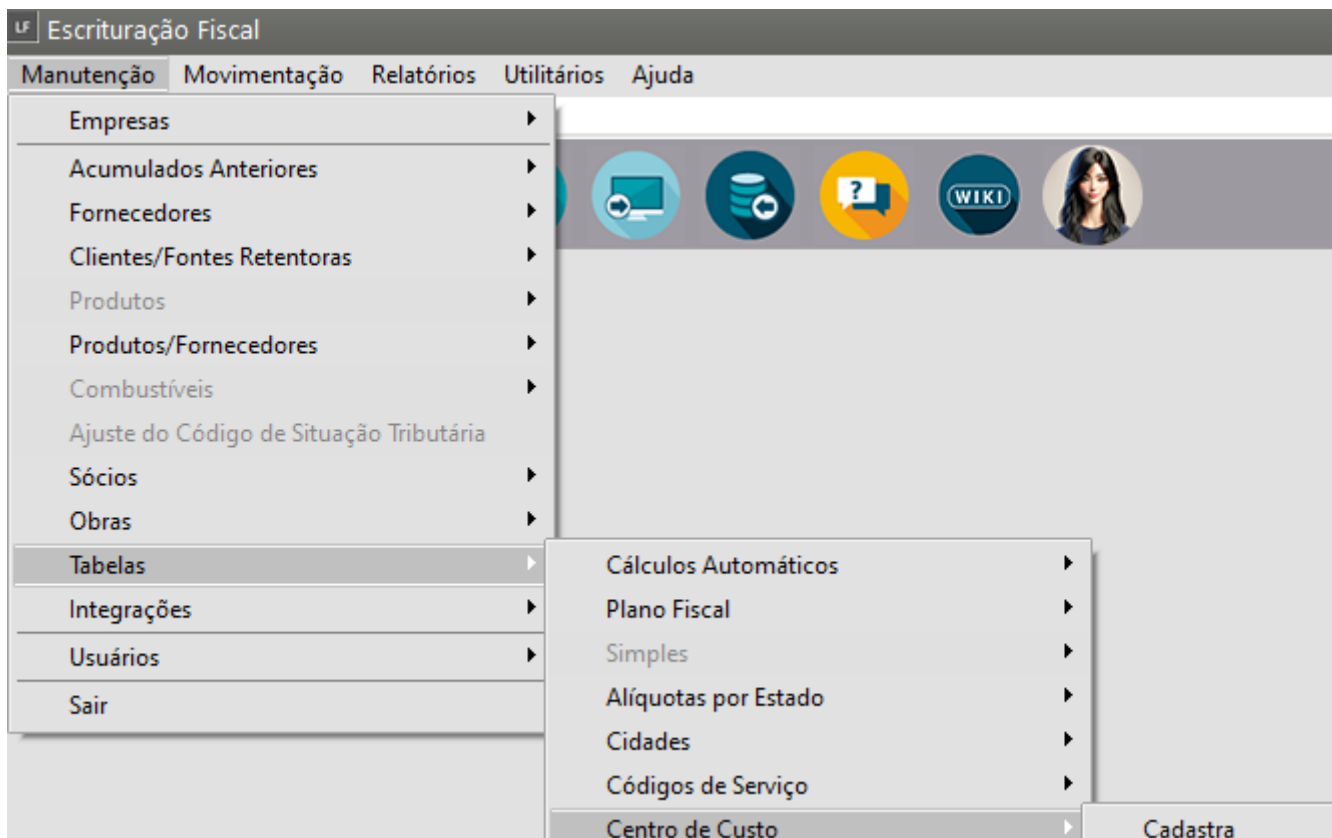 LF Escrituração Fiscal
Manutenção Movimentação Relatórios Utilitários Ajuda
Empresas
Acumulados Anteriores
Fornecedores
Clientes/Fontes Retentoras
Produtos
Produtos/Fornecedores
Combustíveis
Ajuste do Código de Situação Tributária
Sócios
Obras
Tabelas
Integrações
Usuários
Sair
? WIKI
Cálculos Automáticos
Plano Fiscal
Simples
Alíquotas por Estado
Cidades
Códigos de Serviço
Centro de Custo
Cadastra